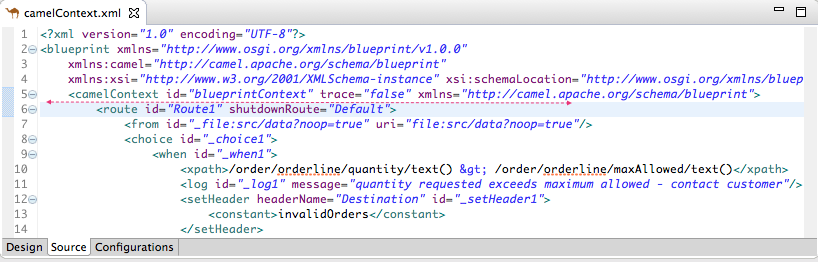 camelContext.xml
1 <?xml version="1.0" encoding="UTF-8"?>
2 <blueprint xmlns="http://www.osgi.org/xmlns/blueprint/v1.0.0"
3 xmlns:camel="http://camel.apache.org/schema/blueprint"
4 xmlns:xsi="http://www.w3.org/2001/XMLSchema-instance" xsi:schemaLocation="http://www.osgi.org/xmlns/bluep
5 <camelContext id="blueprintContext" trace="false" xmlns="http://camel.apache.org/schema/blueprint">
6 <route id="Route1" shutdownRoute="Default">
7 <from id="_file:src/data?noop=true" uri="file:src/data?noop=true"/>
8 <choice id="_choice1">
9 <when id="_when1">
10 <xpath>/order/orderline/quantity/text() &gt; /order/orderline/maxAllowed/text()</xpath>
11 <log id="_log1" message="quantity requested exceeds maximum allowed - contact customer"/>
12 <setHeader headerName="Destination" id="_setHeader1">
13 <constant>invalidOrders</constant>
14 </setHeader>
Design Source Configurations